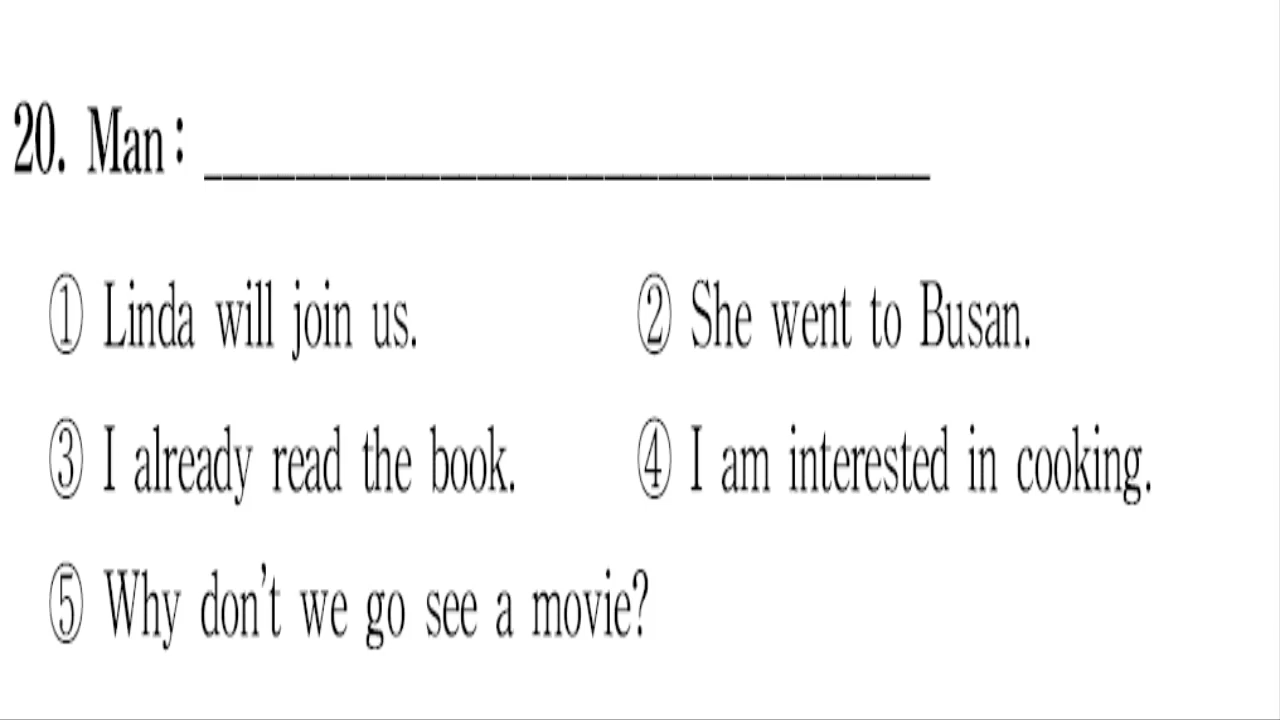 20. Man: ________________________________________
① Linda will join us. ② She went to Busan.
③ I already read the book. ④ I am interested in cooking.
⑤ Why don't we go see a movie?